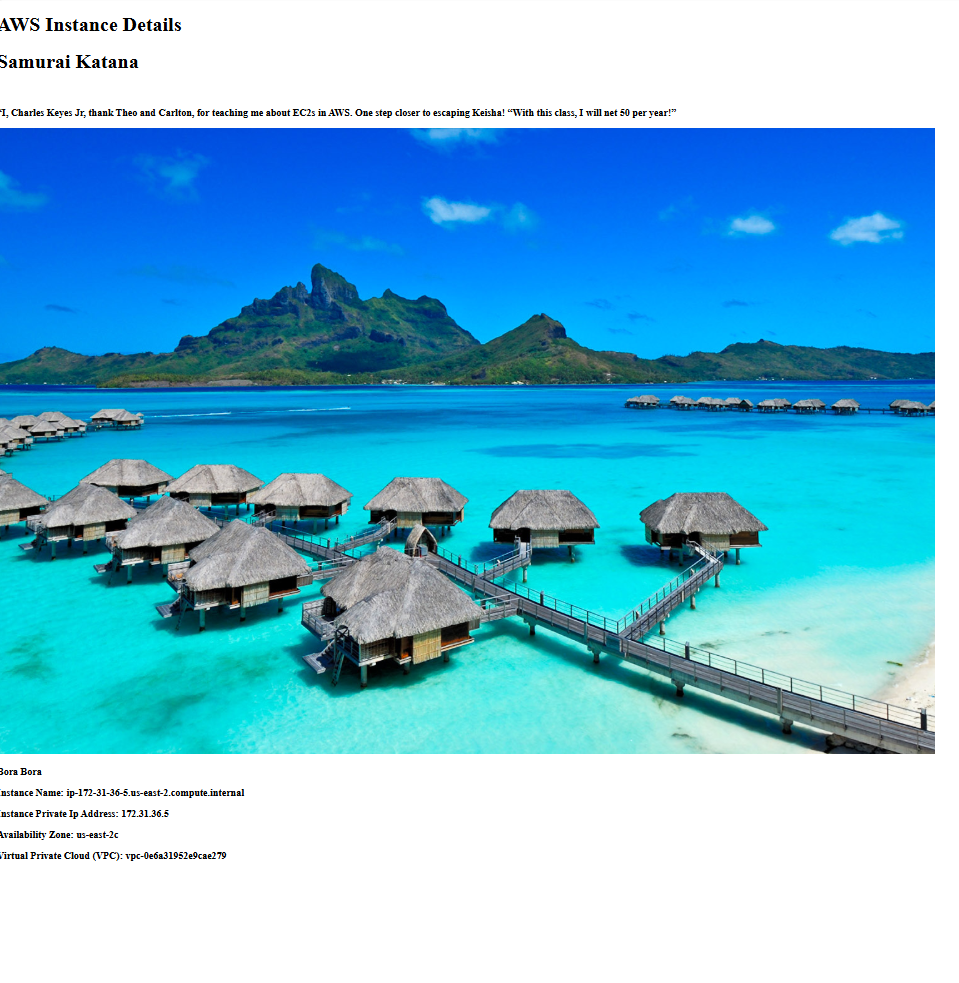 AWS Instance Details
Samurai Katana
"I, Charles Keyes Jr, thank Theo and Carlton, for teaching me about EC2s in AWS. One step closer to escaping Keisha! “With this class, I will net 50 per year!”
Bora Bora
Instance Name: ip-172-31-36-5.us-east-2.compute.internal
Instance Private Ip Address: 172.31.36.5
Availability Zone: us-east-2c
Virtual Private Cloud (VPC): vpc-0e6a31952e9cae279